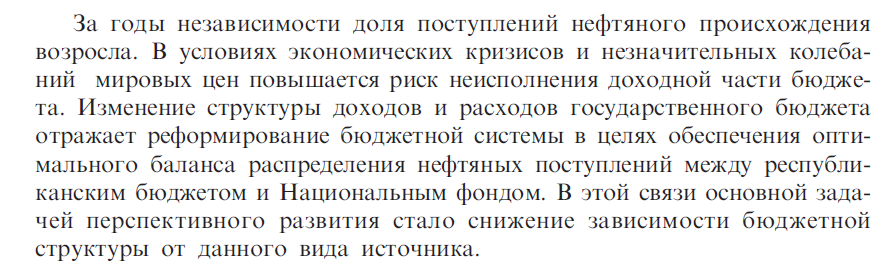 За годы независимости доля поступлений нефтяного происхождения
возросла. В условиях экономических кризисов и незначительных колеба-
ний мировых цен повышается риск неисполнения доходной части бюдже-
та. Изменение структуры доходов и расходов государственного бюджета
отражает реформирование бюджетной системы в целях обеспечения опти-
мального баланса распределения нефтяных поступлений между республи-
канским бюджетом и Национальным фондом. В этой связи основной зада-
чей перспективного развития стало снижение зависимости бюджетной
структуры от данного вида источника.